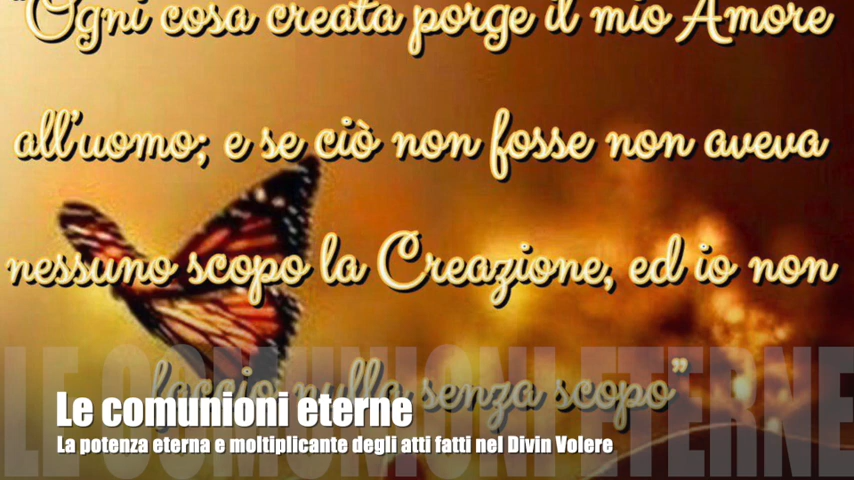 "Ogni cosa creata porge il mio Amore
all'uomo; e se ciò non fosse non aveva
nessuno scopo la Creazione, ed io non
faccio nulla senza scopo"
LE COMUNIONI ETERNE
Le comunioni eterne
La potenza eterna e moltiplicante degli atti fatti nel Divin Volere